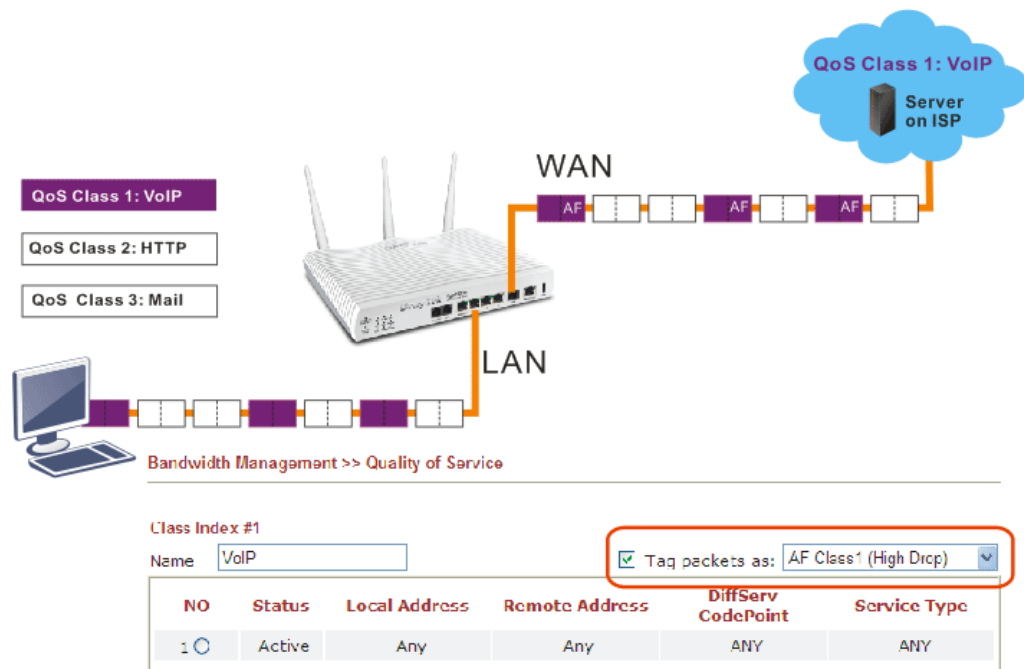 QoS Class 1: VoIP
Server
on ISP
WAN
QoS Class 1: VoIP
AF
AF
AF
QoS Class 2: HTTP
QoS Class 3: Mail
LAN
Bandwidth Management >> Quality of Service
Class Index #1
Name VoIP
Tag packets as: AF Class1 (High Drop)
NO Status Local Address Remote Address DiffServ CodePoint Service Type
1 Active Any Any ANY ANY